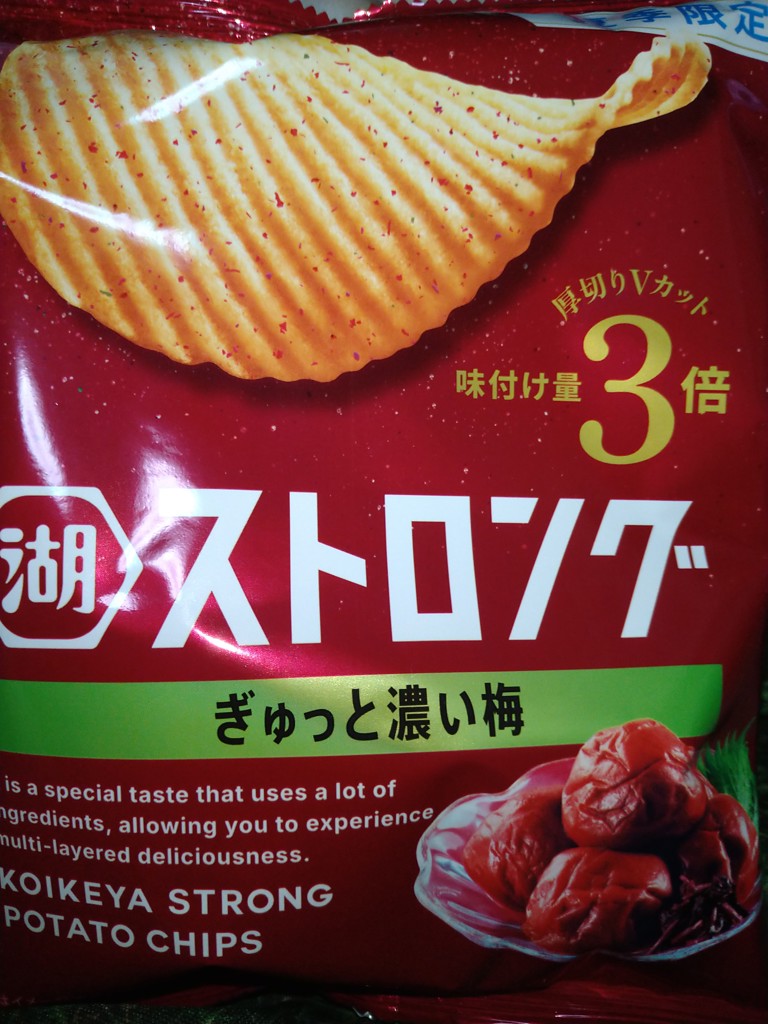 季限定
厚切りVカット
味付け量3倍
湖
ストロング
ぎゅっと濃い梅
is a special taste that uses a lot of
ngredients, allowing you to experience
multi-layered deliciousness.
KOIKEYA STRONG
POTATO CHIPS